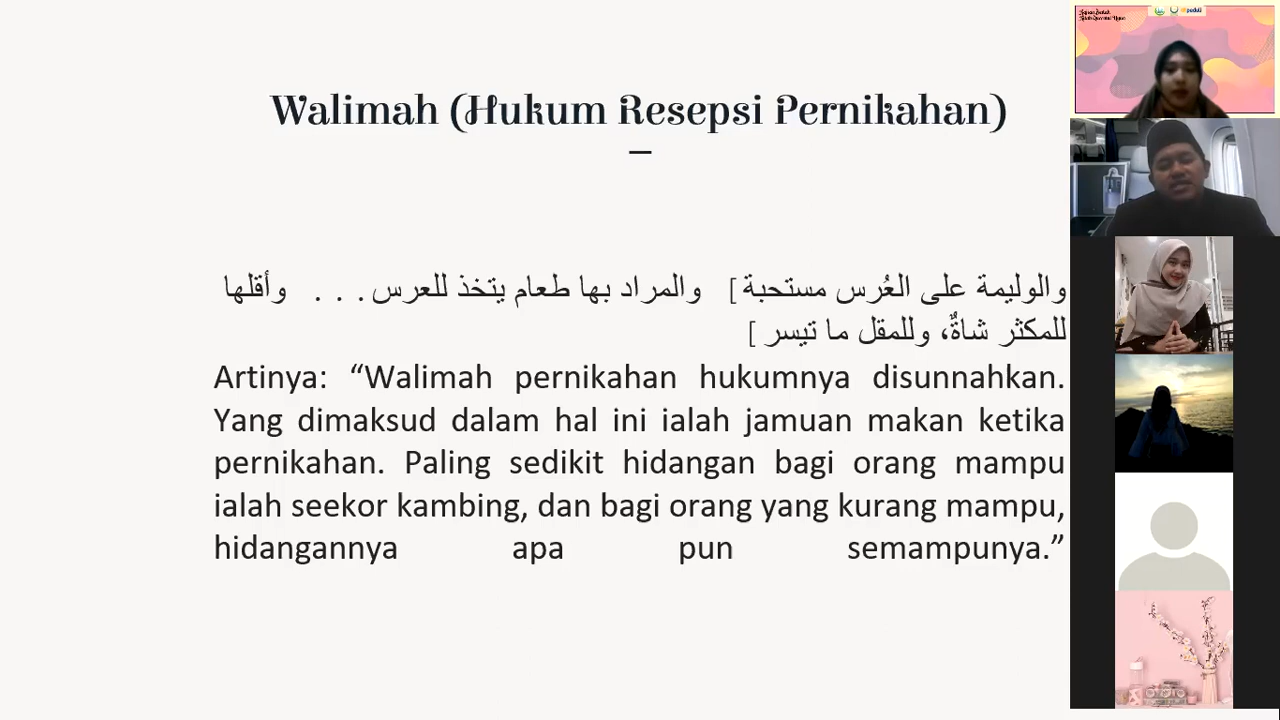 Walimah (Hukum Resepsi Pernikahan)
والوليمة على العُرس مستحبة] والمراد بها طعام يتخذ للعرس. . . وأقلها
للمكثر شاةٌ، وللمقل ما تيسر ]
Artinya: “Walimah pernikahan hukumnya disunnahkan.
Yang dimaksud dalam hal ini ialah jamuan makan ketika
pernikahan. Paling sedikit hidangan bagi orang mampu
ialah seekor kambing, dan bagi orang yang kurang mampu,
hidangannya apa pun semampunya.”